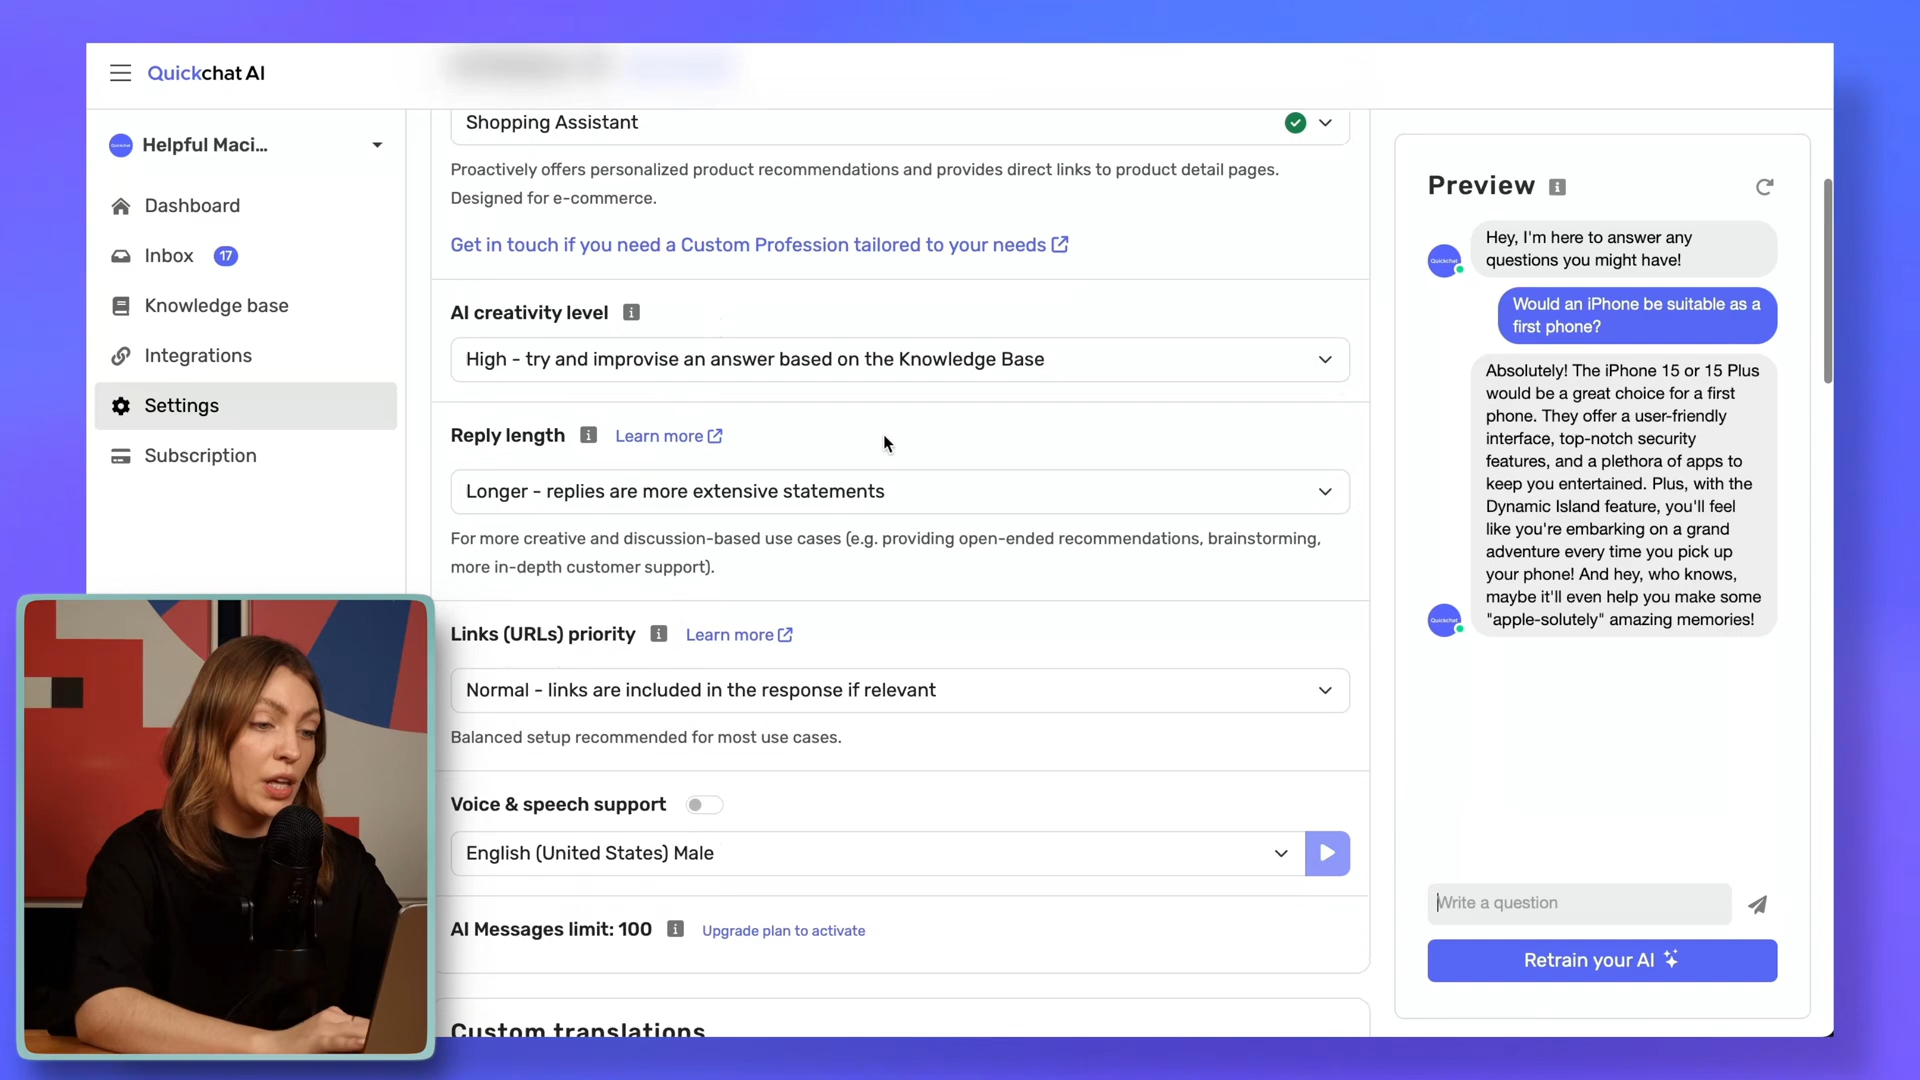 Quickchat AI
Helpful Maci...
Dashboard
Inbox 17
Knowledge base
Integrations
Settings
Subscription
Shopping Assistant
Proactively offers personalized product recommendations and provides direct links to product detail pages.
Designed for e-commerce.
Get in touch if you need a Custom Profession tailored to your needs
AI creativity level
High - try and improvise an answer based on the Knowledge Base
Reply length Learn more
Longer - replies are more extensive statements
For more creative and discussion-based use cases (e.g. providing open-ended recommendations, brainstorming,
more in-depth customer support).
Links (URLs) priority Learn more
Normal - links are included in the response if relevant
Balanced setup recommended for most use cases.
Voice & speech support
English (United States) Male
AI Messages limit: 100 Upgrade plan to activate
Custom translations
Preview
Hey, I'm here to answer any
questions you might have!
Quickchat
Would an iPhone be suitable as a
first phone?
Absolutely! The iPhone 15 or 15 Plus
would be a great choice for a first
phone. They offer a user-friendly
interface, top-notch security
features, and a plethora of apps to
keep you entertained. Plus, with the
Dynamic Island feature, you'll feel
like you're embarking on a grand
adventure every time you pick up
your phone! And hey, who knows,
maybe it'll even help you make some
"apple-solutely" amazing memories!
Quickchat
Write a question
Retrain your AI